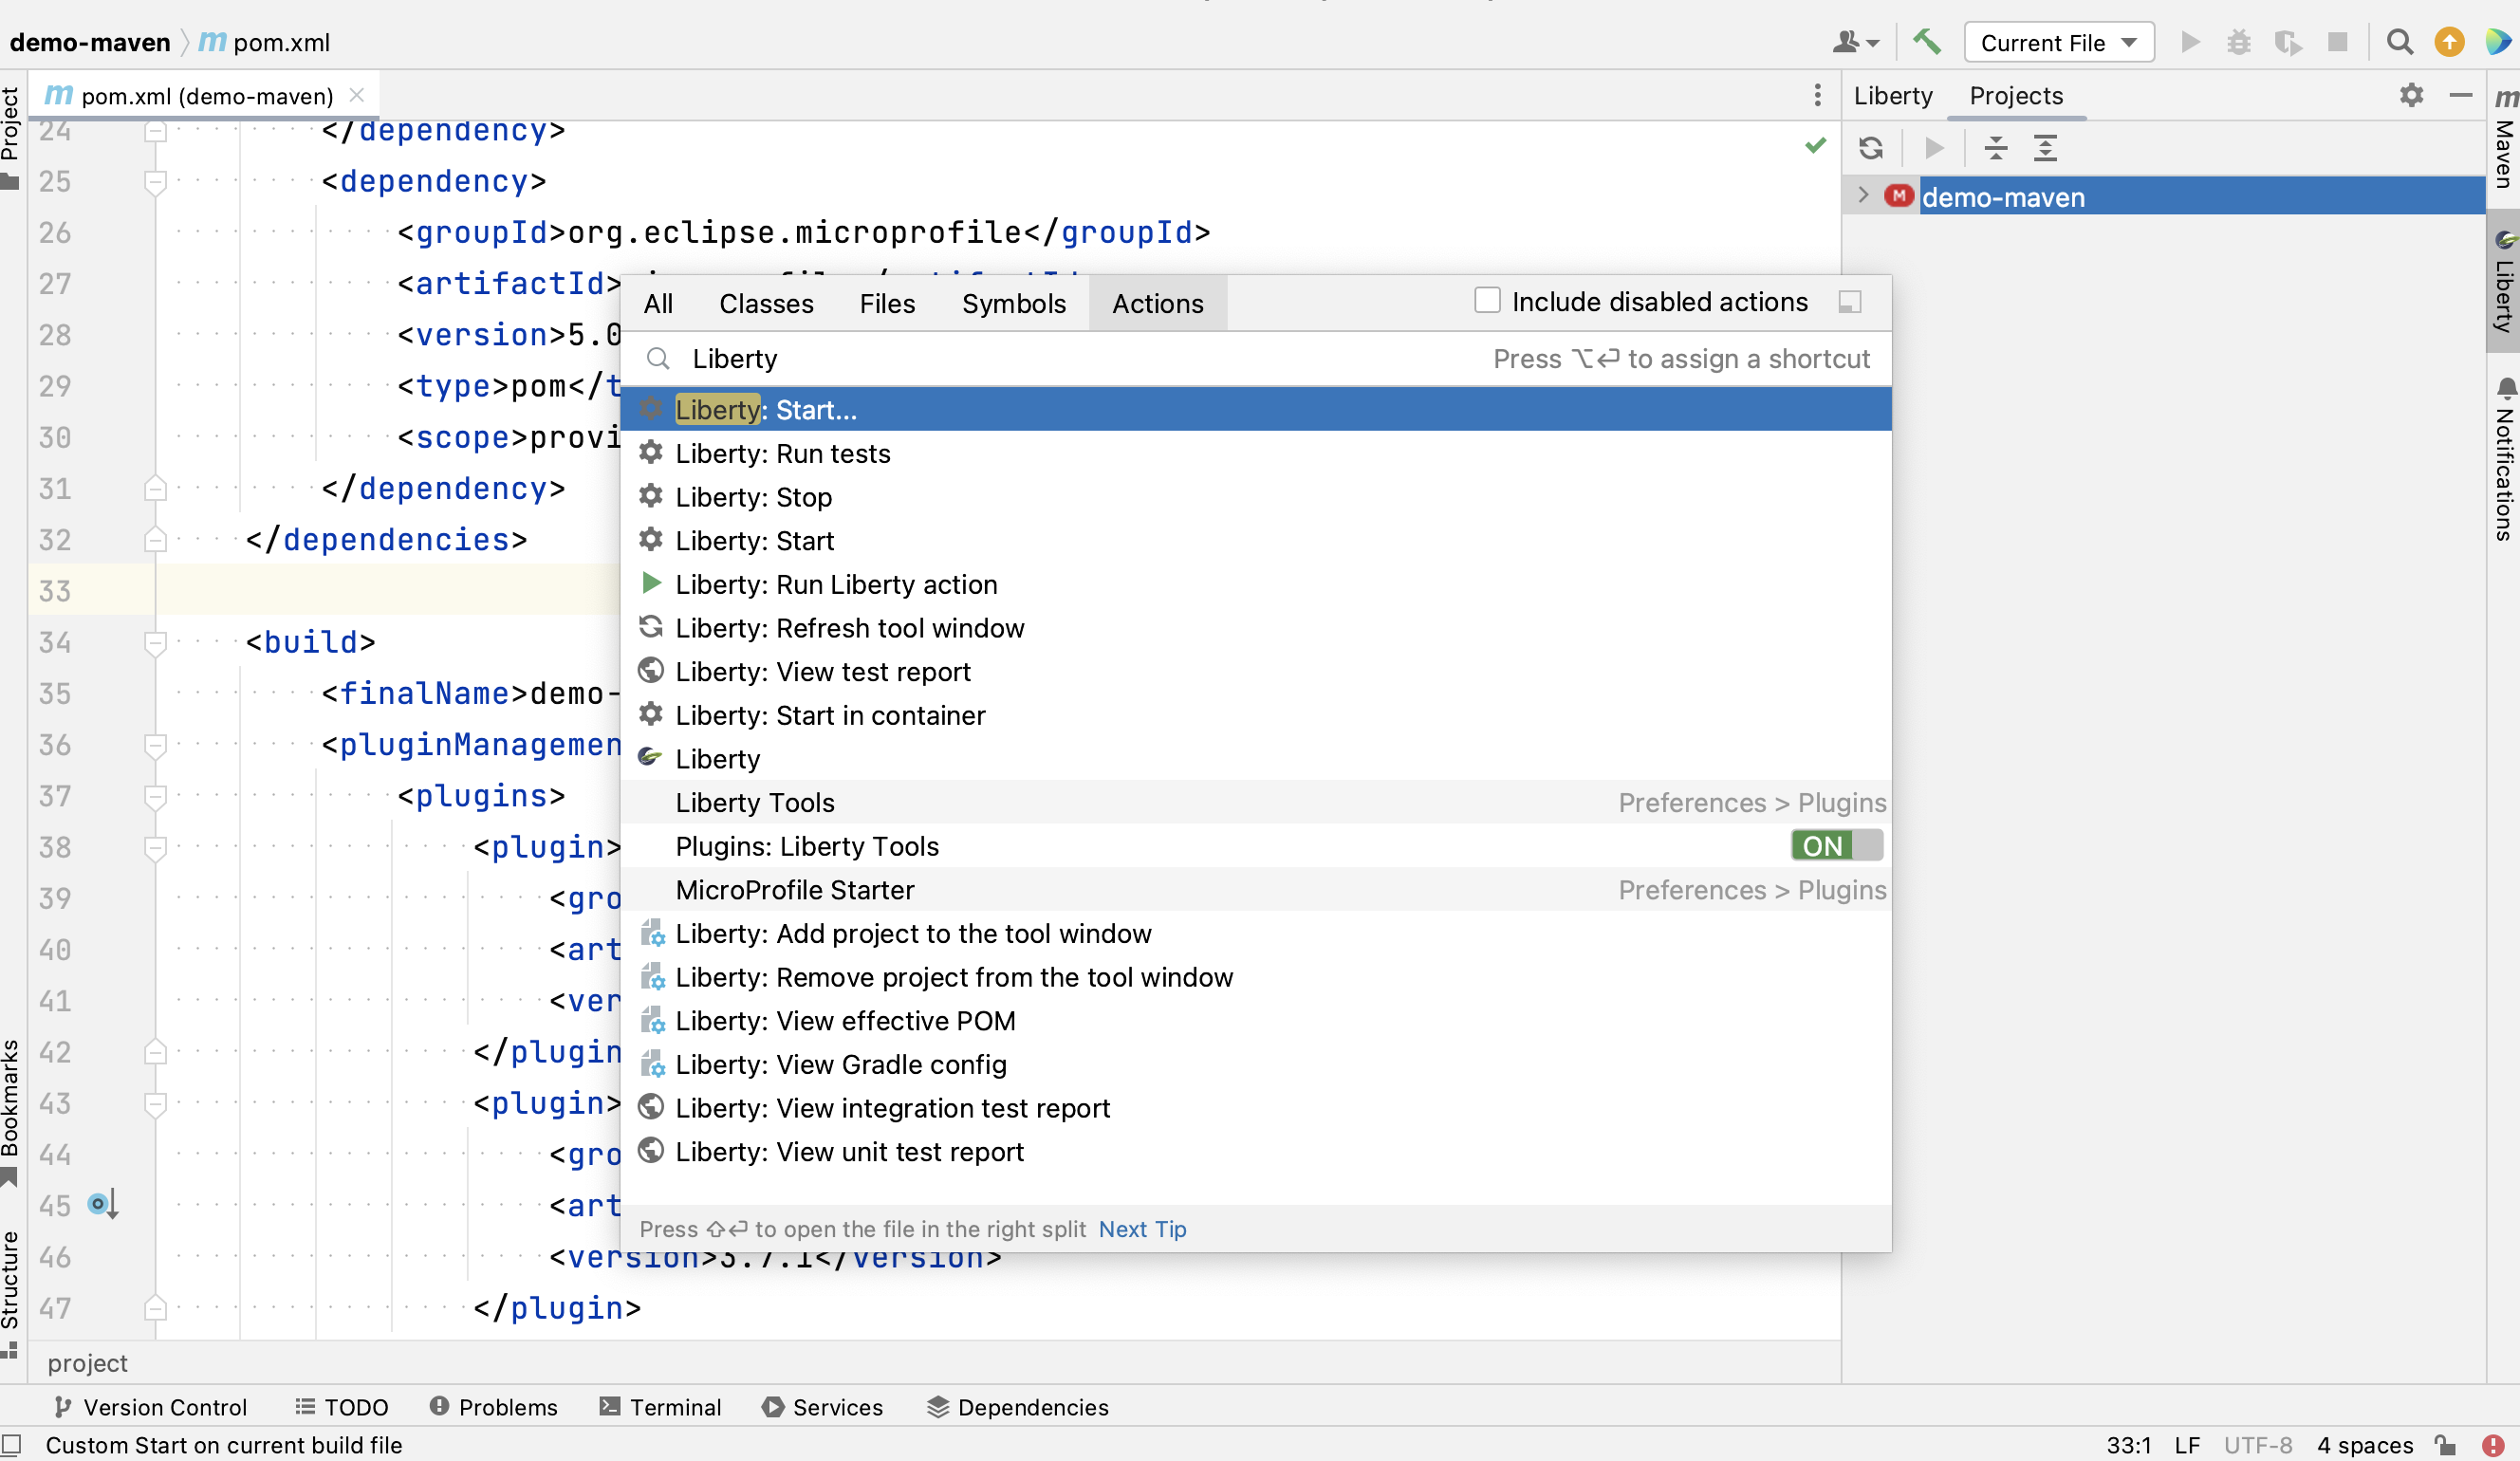 demo-maven 〉 m pom.xml
Current File
m pom.xml (demo-maven)
Liberty Projects
demo-maven
Project
Bookmarks
Structure
Maven
Liberty
Notifications
24 </dependency>
25 <dependency>
26 <groupId>org.eclipse.microprofile</groupId>
27 <artifactId>
28 <version>5.0
29 <type>pom</t
30 <scope>provi
31 </dependency>
32 </dependencies>
33
34 <build>
35 <finalName>demo-
36 <pluginManagemen
37 <plugins>
38 <plugin>
39 <gro
40 <art
41 <ver
42 </plugin
43 <plugin>
44 <gro
45 <art
46 <version>3.7.1</version>
47 </plugin>
All Classes Files Symbols Actions Include disabled actions
Liberty Press ⌥↩ to assign a shortcut
Liberty: Start...
Liberty: Run tests
Liberty: Stop
Liberty: Start
Liberty: Run Liberty action
Liberty: Refresh tool window
Liberty: View test report
Liberty: Start in container
Liberty
Liberty Tools Preferences > Plugins
Plugins: Liberty Tools ON
MicroProfile Starter Preferences > Plugins
Liberty: Add project to the tool window
Liberty: Remove project from the tool window
Liberty: View effective POM
Liberty: View Gradle config
Liberty: View integration test report
Liberty: View unit test report
Press ⇧↩ to open the file in the right split Next Tip
project
Version Control TODO Problems Terminal Services Dependencies
Custom Start on current build file 33:1 LF UTF-8 4 spaces